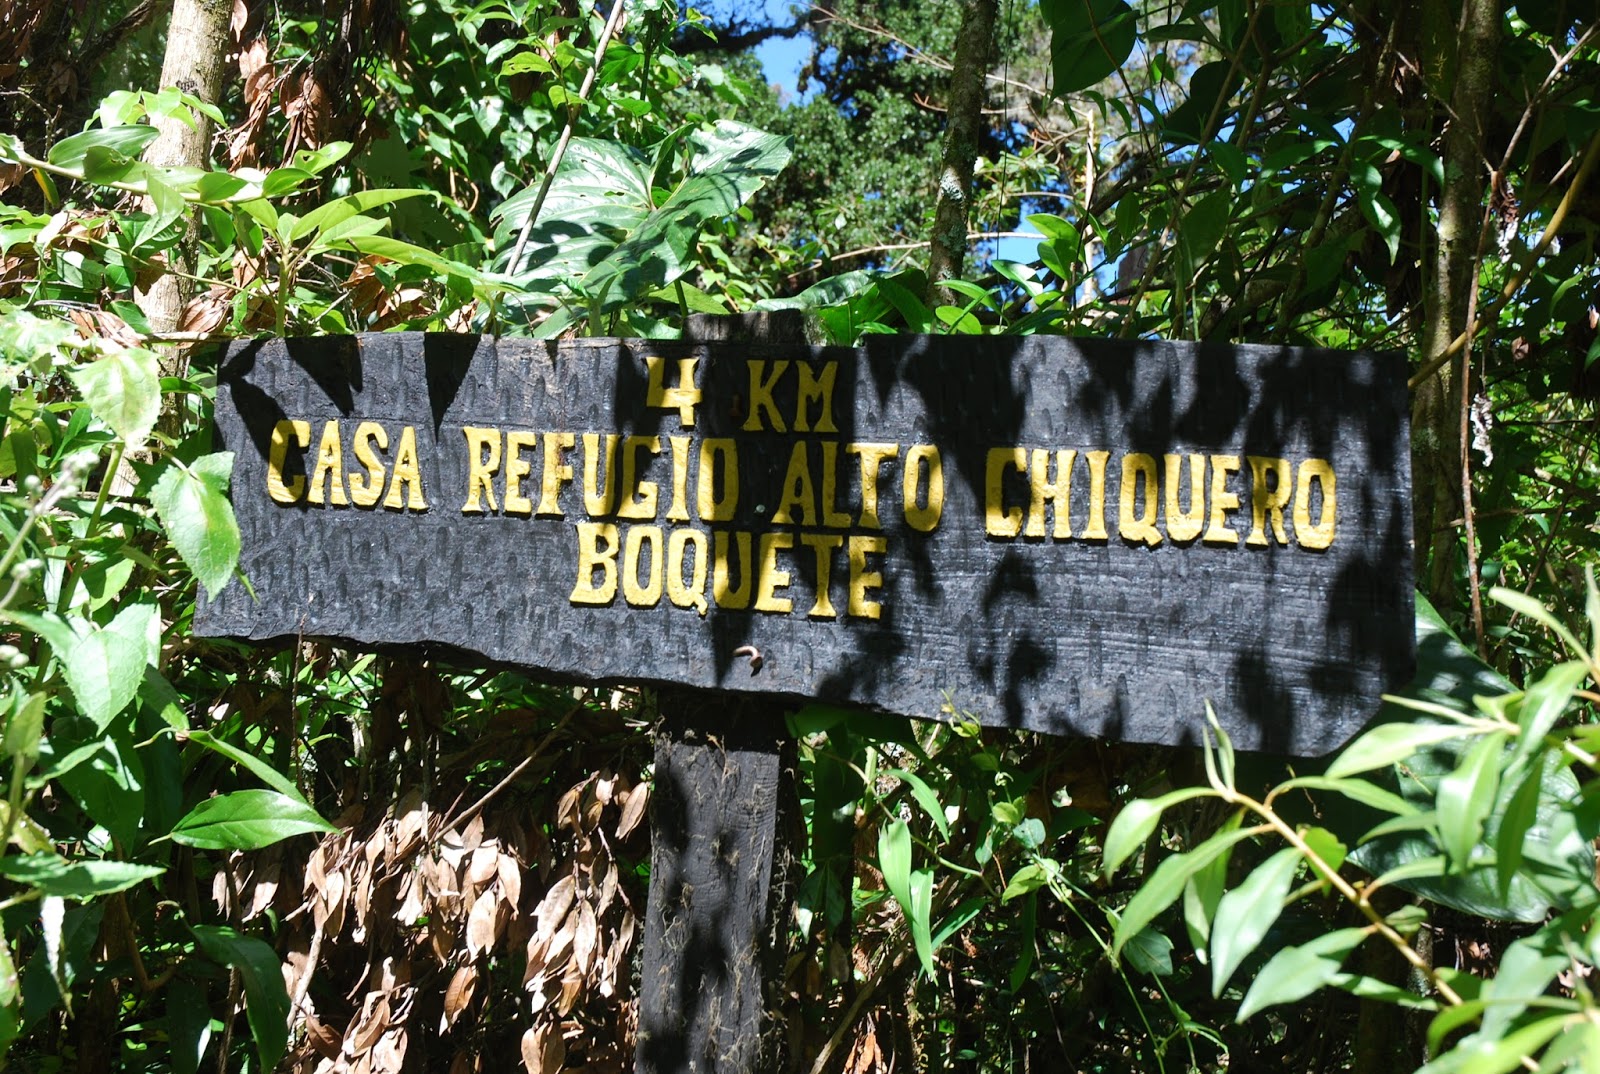 4 KM
CASA REFUGIO ALTO CHIQUERO
BOQUETE